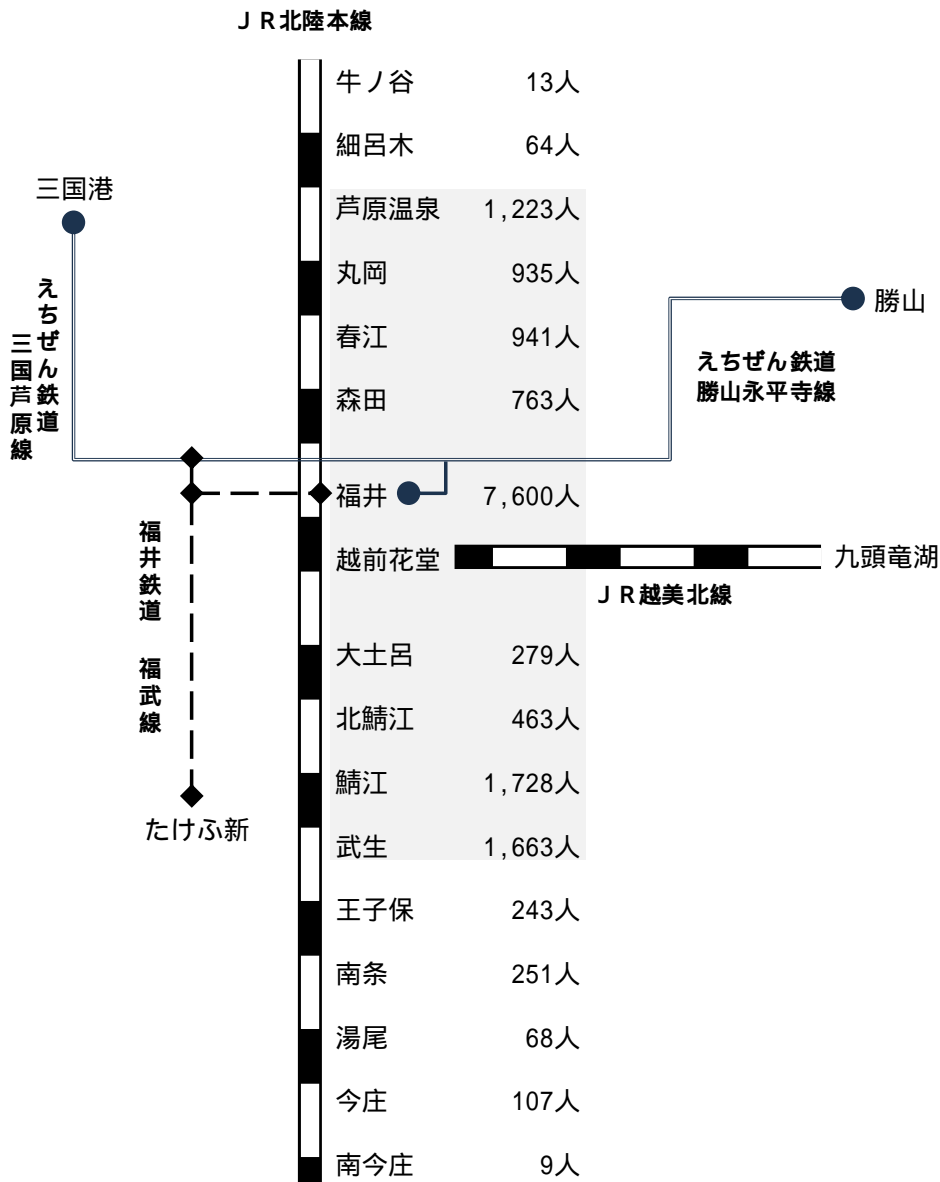 ＪＲ北陸本線
牛ノ谷 13人
細呂木 64人
三国港
芦原温泉 1,223人
丸岡 935人
勝山
春江 941人
えちぜん鉄道
三国芦原線
えちぜん鉄道
勝山永平寺線
森田 763人
福井 7,600人
越前花堂
九頭竜湖
ＪＲ越美北線
福井鉄道 福武線
大土呂 279人
北鯖江 463人
鯖江 1,728人
たけふ新
武生 1,663人
王子保 243人
南条 251人
湯尾 68人
今庄 107人
南今庄 9人